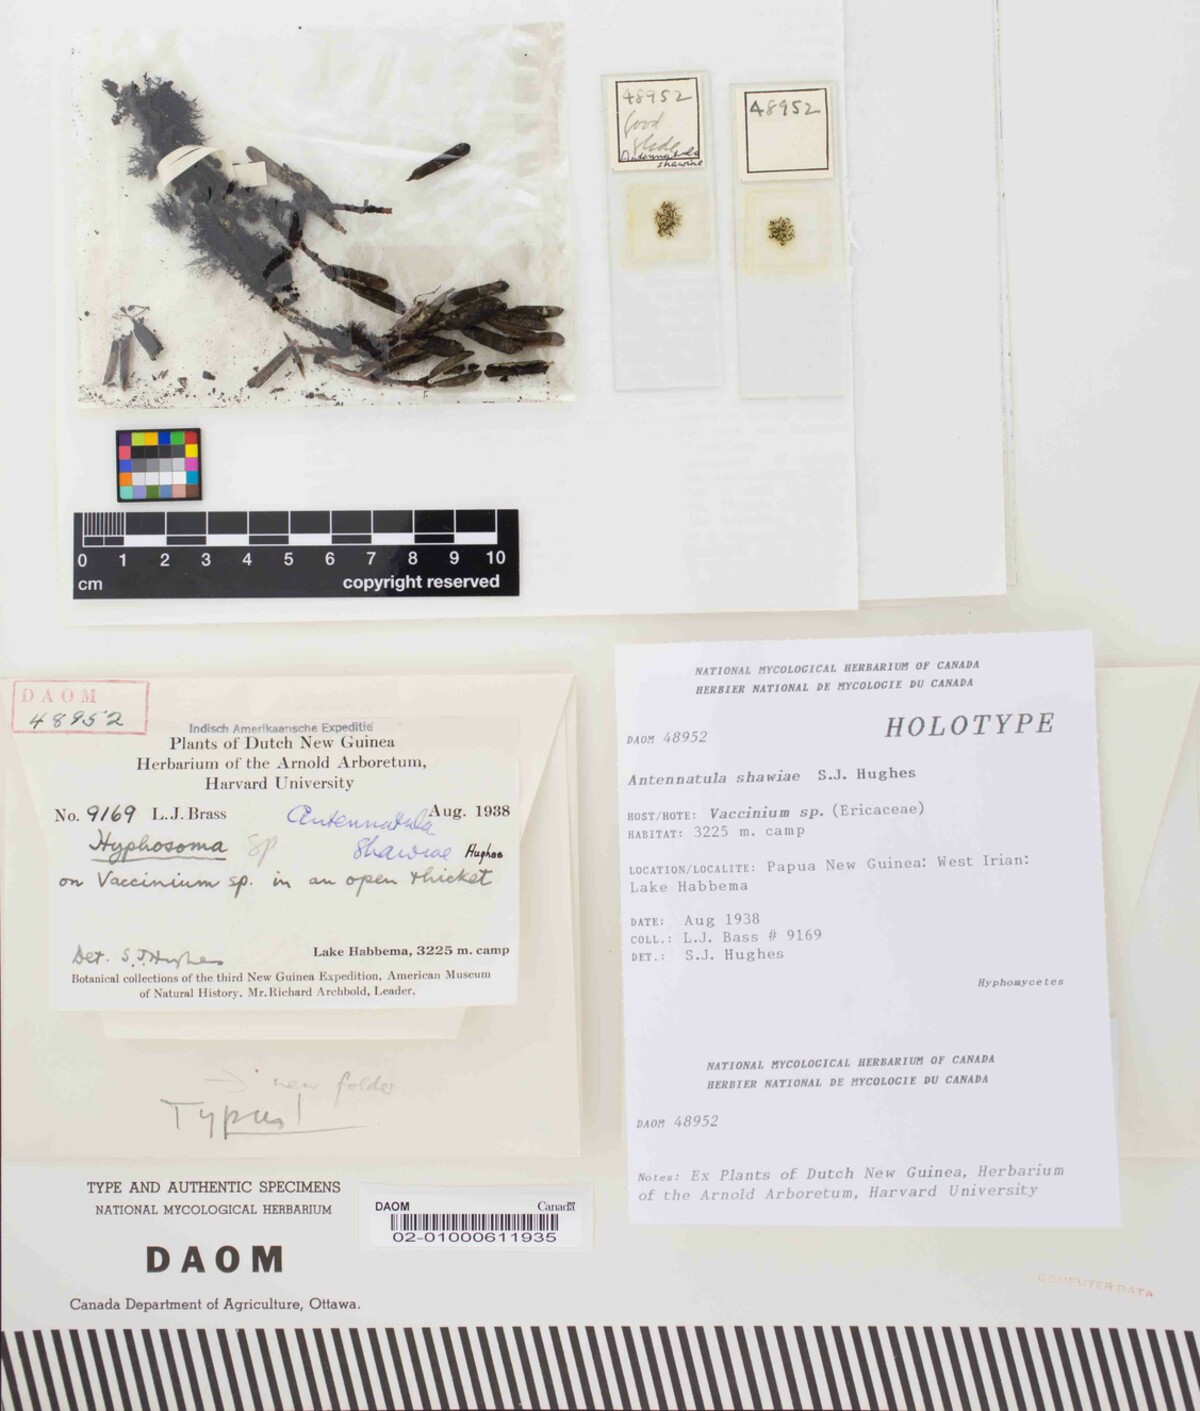 48952
Good
Slide
Antennatula
shawiae
48952
0 1 2 3 4 5 6 7 8 9 10
cm
copyright reserved
DAOM
48952
Indisch Amerikaansche Expeditie
Plants of Dutch New Guinea
Herbarium of the Arnold Arboretum,
Harvard University
No. 9169 L. J. Brass Aug. 1938
Antennatula
shawiae Hughes
Hyphosoma sp
on Vaccinium sp. in an open thicket
Det. S.J. Hughes
Lake Habbema, 3225 m. camp
Botanical collections of the third New Guinea Expedition, American Museum
of Natural History. Mr. Richard Archbold, Leader.
→ new folder
Typus!
TYPE AND AUTHENTIC SPECIMENS
NATIONAL MYCOLOGICAL HERBARIUM
DAOM
Canada Department of Agriculture, Ottawa.
DAOM Canada
02-01000611935
NATIONAL MYCOLOGICAL HERBARIUM OF CANADA
HERBIER NATIONAL DE MYCOLOGIE DU CANADA
HOLOTYPE
DAOM 48952
Antennatula shawiae S.J. Hughes
HOST/HOTE: Vaccinium sp. (Ericaceae)
HABITAT: 3225 m. camp
LOCATION/LOCALITE: Papua New Guinea: West Irian:
Lake Habbema
DATE: Aug 1938
COLL.: L.J. Bass # 9169
DET.: S.J. Hughes
Hyphomycetes
NATIONAL MYCOLOGICAL HERBARIUM OF CANADA
HERBIER NATIONAL DE MYCOLOGIE DU CANADA
DAOM 48952
Notes: Ex Plants of Dutch New Guinea, Herbarium
of the Arnold Arboretum, Harvard University
COMPUTER DATA